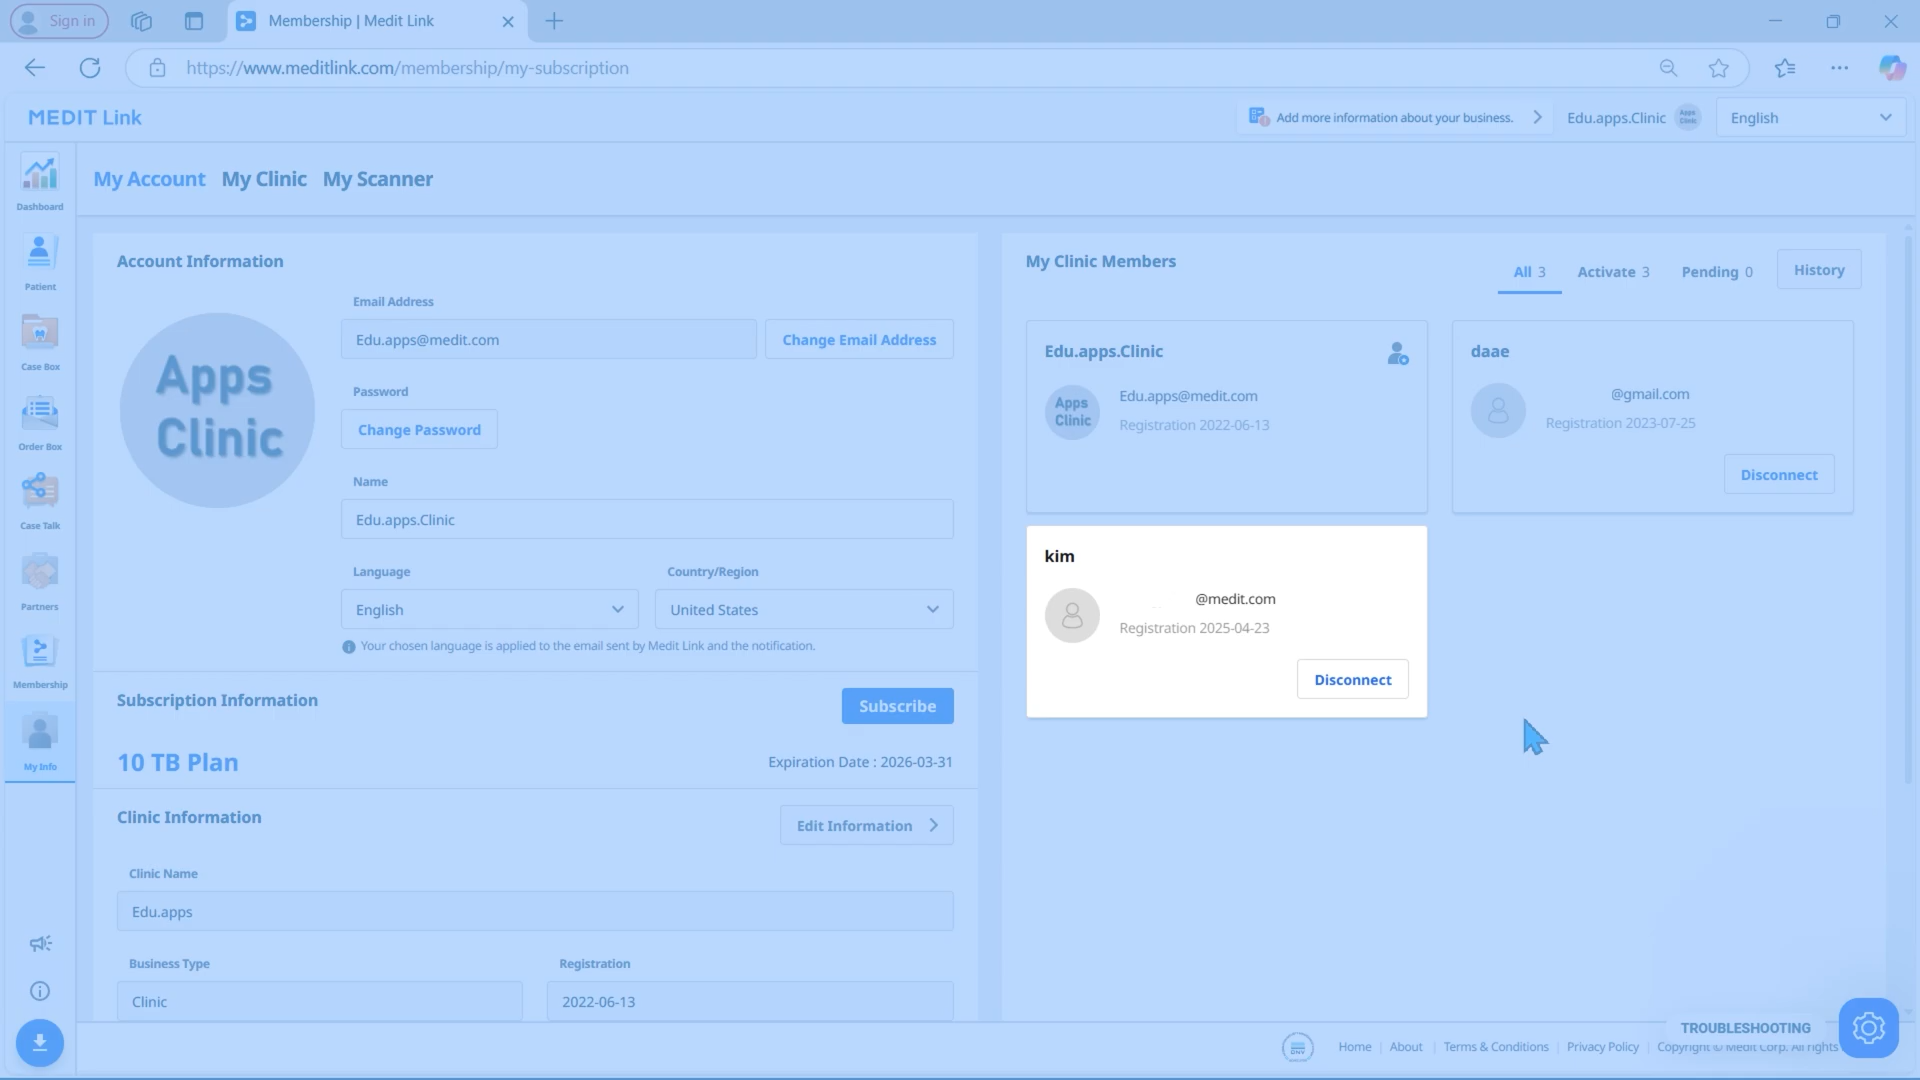 Sign in
Membership | Medit Link
https://www.meditlink.com/membership/my-subscription
MEDIT Link
Add more information about your business.
Edu.apps.Clinic
Apps
Clinic
English
Dashboard
Patient
Case Box
Order Box
Case Talk
Partners
Membership
My Info
My Account My Clinic My Scanner
Account Information
Apps
Clinic
Email Address
Edu.apps@medit.com
Change Email Address
Password
Change Password
Name
Edu.apps.Clinic
Language
English
Country/Region
United States
Your chosen language is applied to the email sent by Medit Link and the notification.
Subscription Information
Subscribe
10 TB Plan
Expiration Date : 2026-03-31
Clinic Information
Edit Information
Clinic Name
Edu.apps
Business Type
Clinic
Registration
2022-06-13
My Clinic Members
All 3
Activate 3
Pending 0
History
Edu.apps.Clinic
Apps
Clinic
Edu.apps@medit.com
Registration 2022-06-13
daae
@gmail.com
Registration 2023-07-25
Disconnect
kim
@medit.com
Registration 2025-04-23
Disconnect
TROUBLESHOOTING
DNV
Home | About | Terms & Conditions | Privacy Policy | Copyright © Medit Corp. All rights